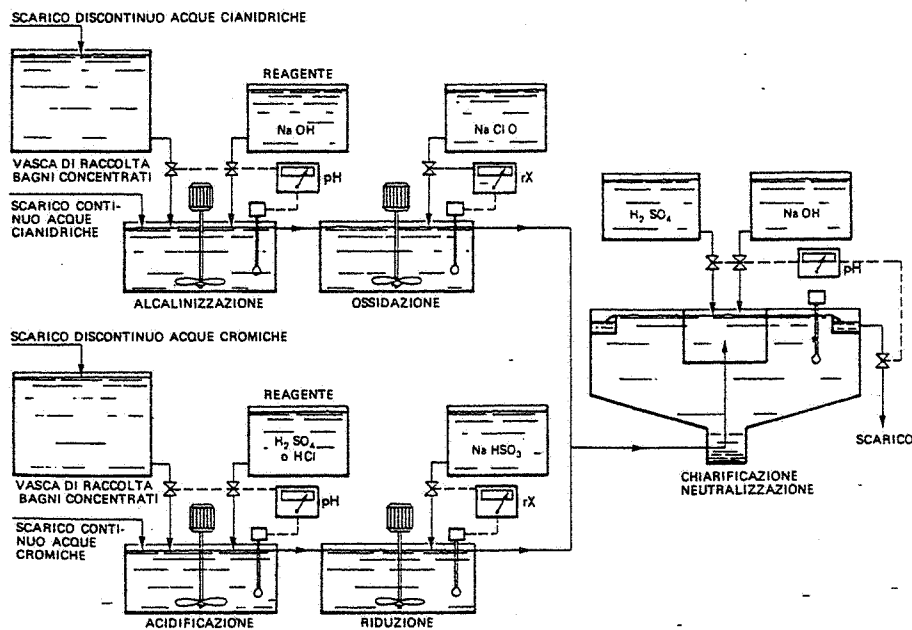 SCARICO DISCONTINUO ACQUE CIANIDRICHE
REAGENTE
Na OH
Na Cl O
VASCA DI RACCOLTA
BAGNI CONCENTRATI
pH
rX
SCARICO CONTI-
NUO ACQUE
CIANIDRICHE
ALCALINIZZAZIONE
OSSIDAZIONE
H2 SO4
Na OH
pH
SCARICO DISCONTINUO ACQUE CROMICHE
REAGENTE
H2 SO4
o HCl
Na HSO3
SCARICO
CHIARIFICAZIONE
NEUTRALIZZAZIONE
VASCA DI RACCOLTA
BAGNI CONCENTRATI
pH
rX
SCARICO CONTI-
NUO ACQUE
CROMICHE
ACIDIFICAZIONE
RIDUZIONE